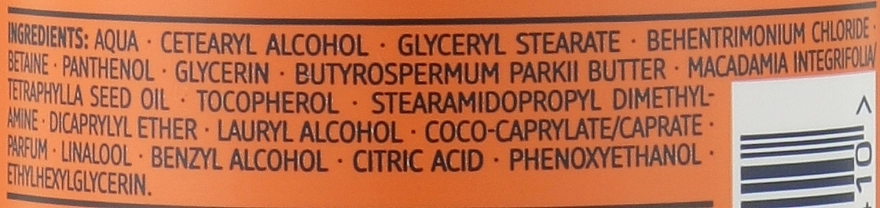 INGREDIENTS: AQUA · CETEARYL ALCOHOL · GLYCERYL STEARATE · BEHENTRIMONIUM CHLORIDE ·
BETAINE · PANTHENOL · GLYCERIN · BUTYROSPERMUM PARKII BUTTER · MACADAMIA INTEGRIFOLIA/
TETRAPHYLLA SEED OIL · TOCOPHEROL · STEARAMIDOPROPYL DIMETHYL-
AMINE · DICAPRYLYL ETHER · LAURYL ALCOHOL · COCO-CAPRYLATE/CAPRATE ·
PARFUM · LINALOOL · BENZYL ALCOHOL · CITRIC ACID · PHENOXYETHANOL ·
ETHYLHEXYLGLYCERIN.
10 >